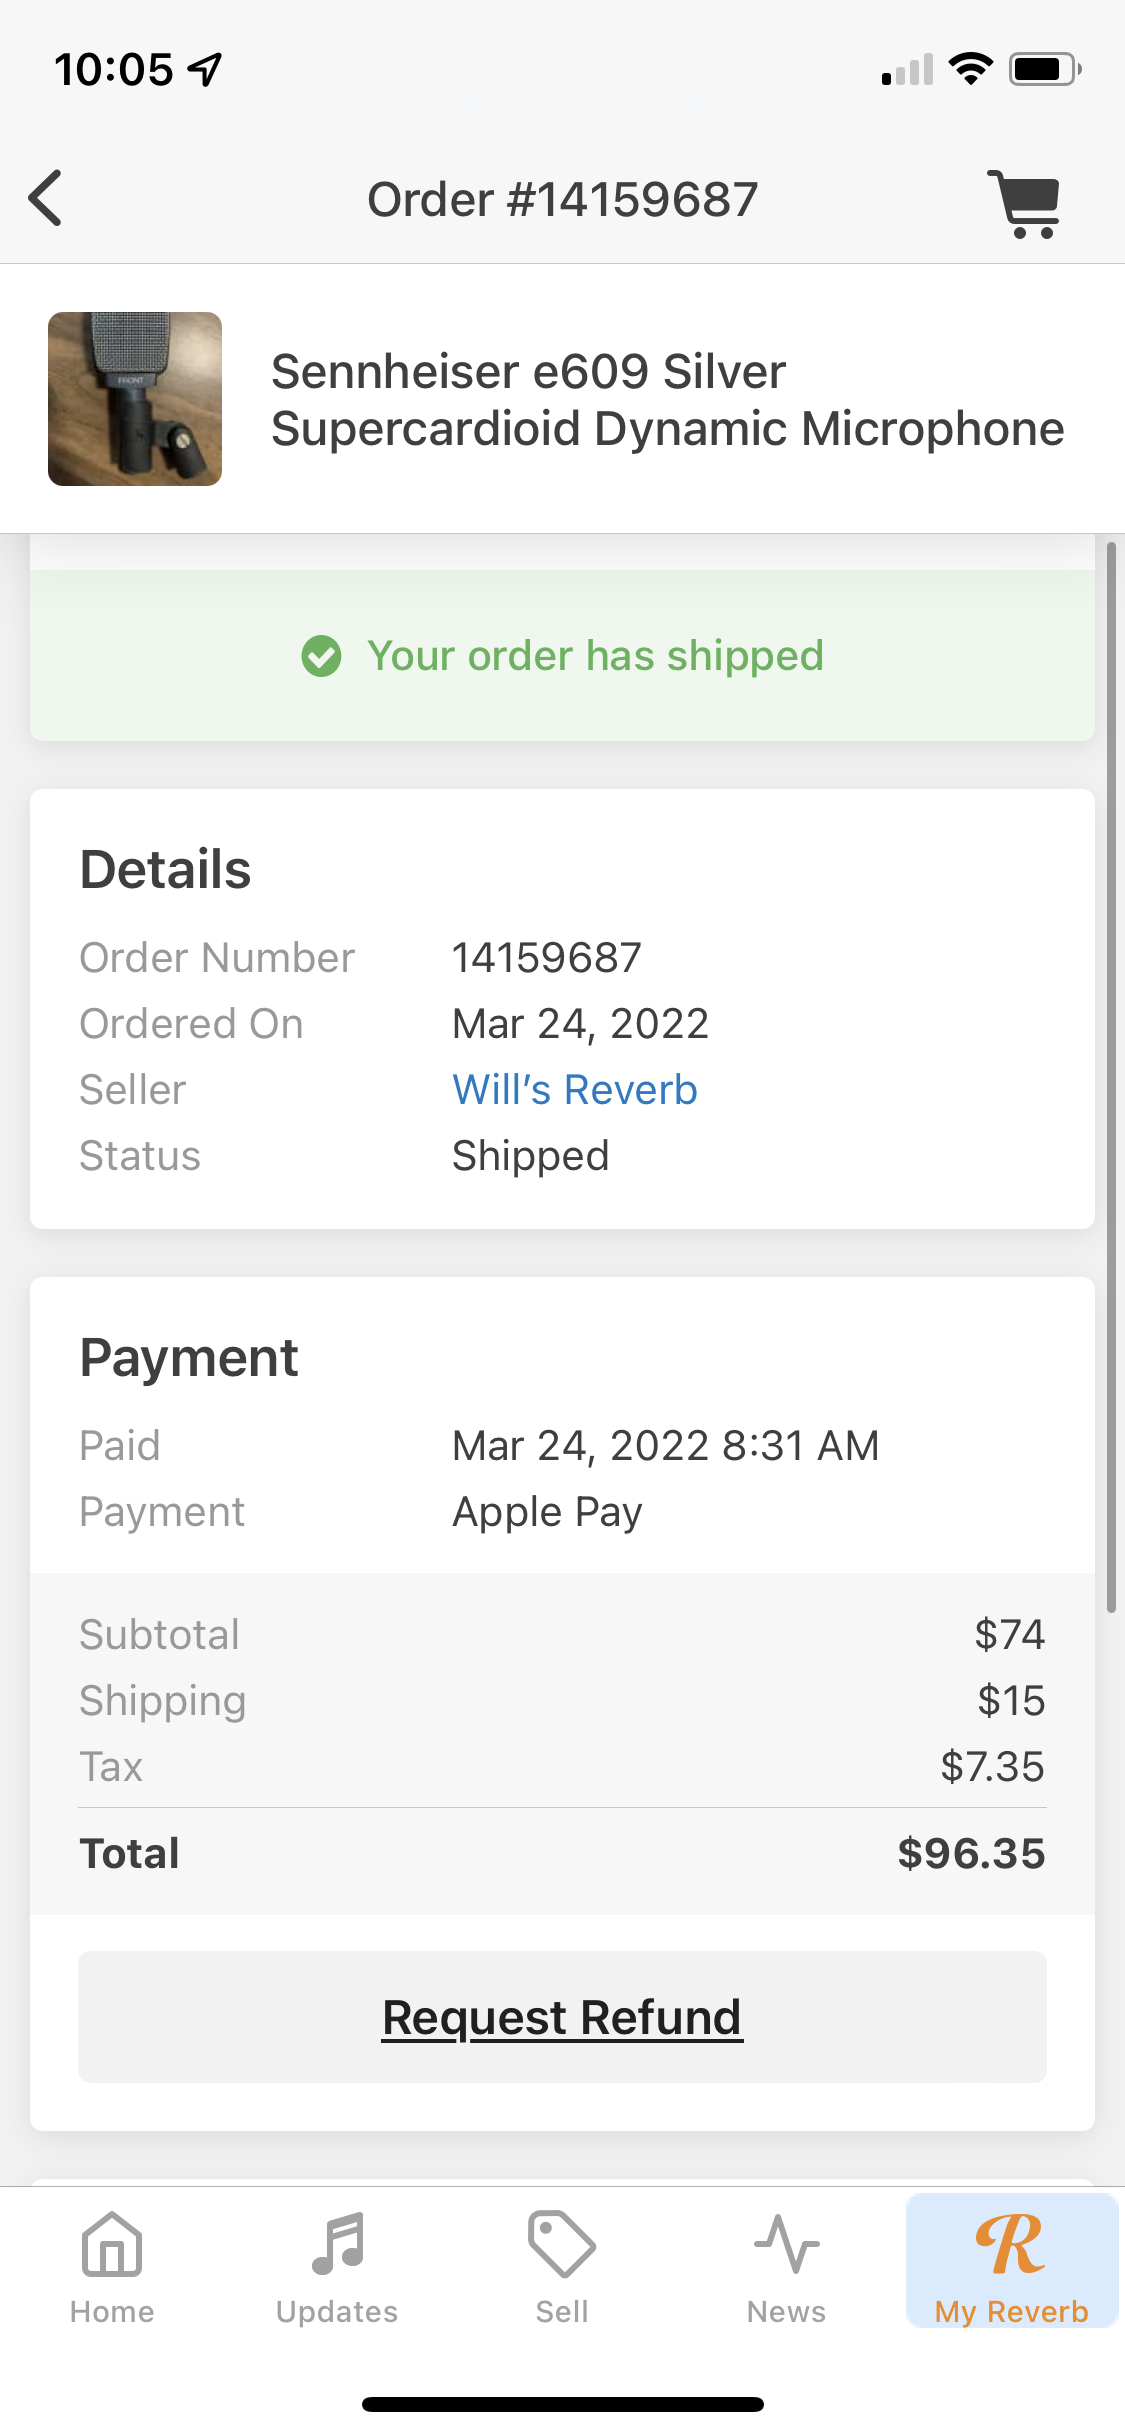 10:05
Order #14159687
FRONT
Sennheiser e609 Silver
Supercardioid Dynamic Microphone
Your order has shipped
Details
Order Number 14159687
Ordered On Mar 24, 2022
Seller Will’s Reverb
Status Shipped
Payment
Paid Mar 24, 2022 8:31 AM
Payment Apple Pay
Subtotal $74
Shipping $15
Tax $7.35
Total $96.35
Request Refund
Home Updates Sell News My Reverb